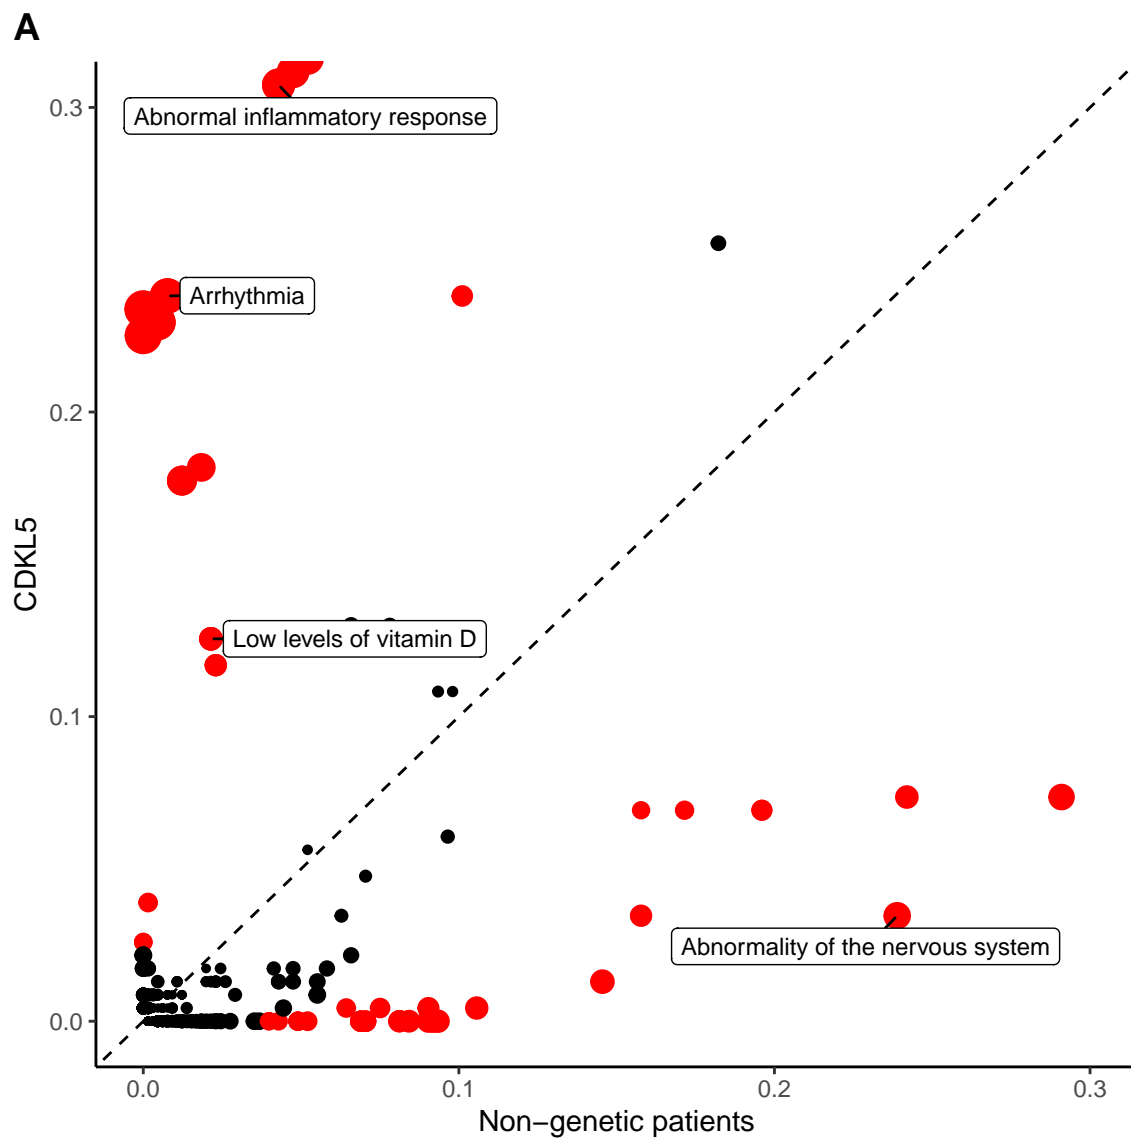 A
0.3
Abnormal inflammatory response
Arrhythmia
0.2
CDKL5
Low levels of vitamin D
0.1
Abnormality of the nervous system
0.0
0.0
0.1
0.2
0.3
Non−genetic patients